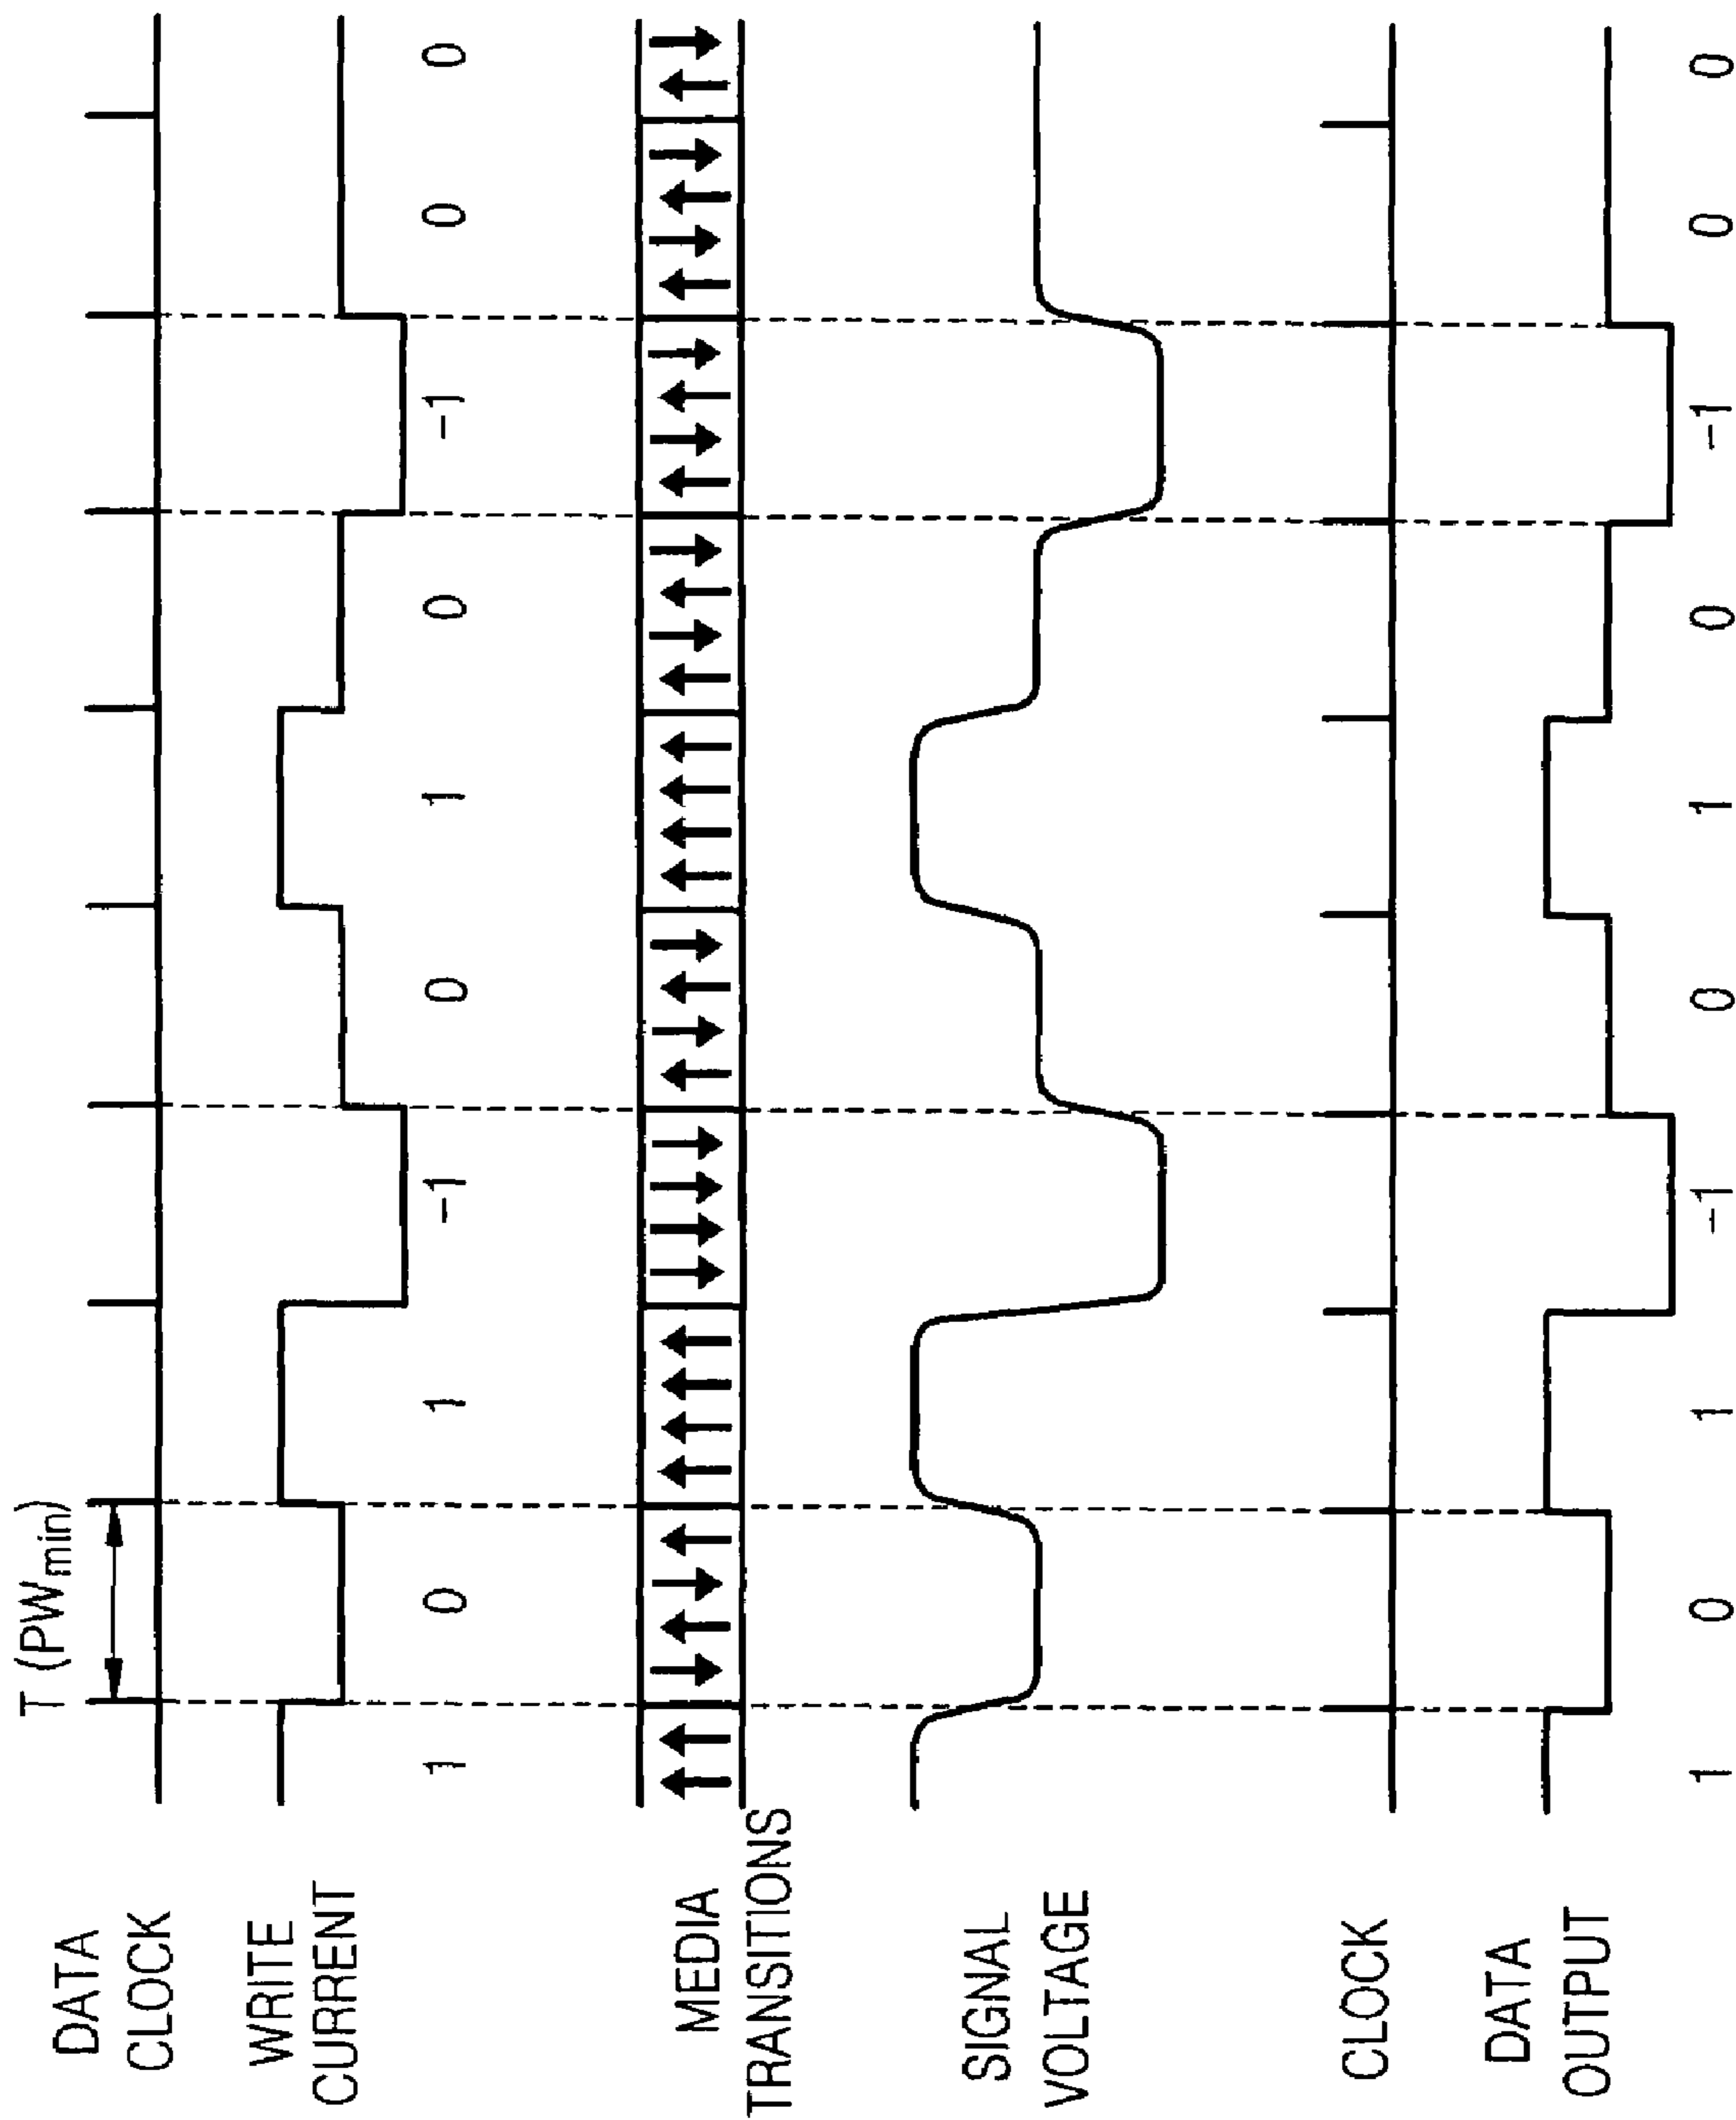 T (PWmin)
DATA
CLOCK
WRITE
CURRENT
1 0 1 -1 0 1 0 -1 0 0
MEDIA
TRANSITIONS
SIGNAL
VOLTAGE
CLOCK
DATA
OUTPUT
1 0 1 -1 0 1 0 -1 0 0